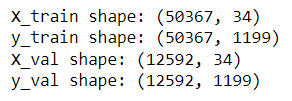 X_train shape: (50367, 34)
y_train shape: (50367, 1199)
X_val shape: (12592, 34)
y_val shape: (12592, 1199)